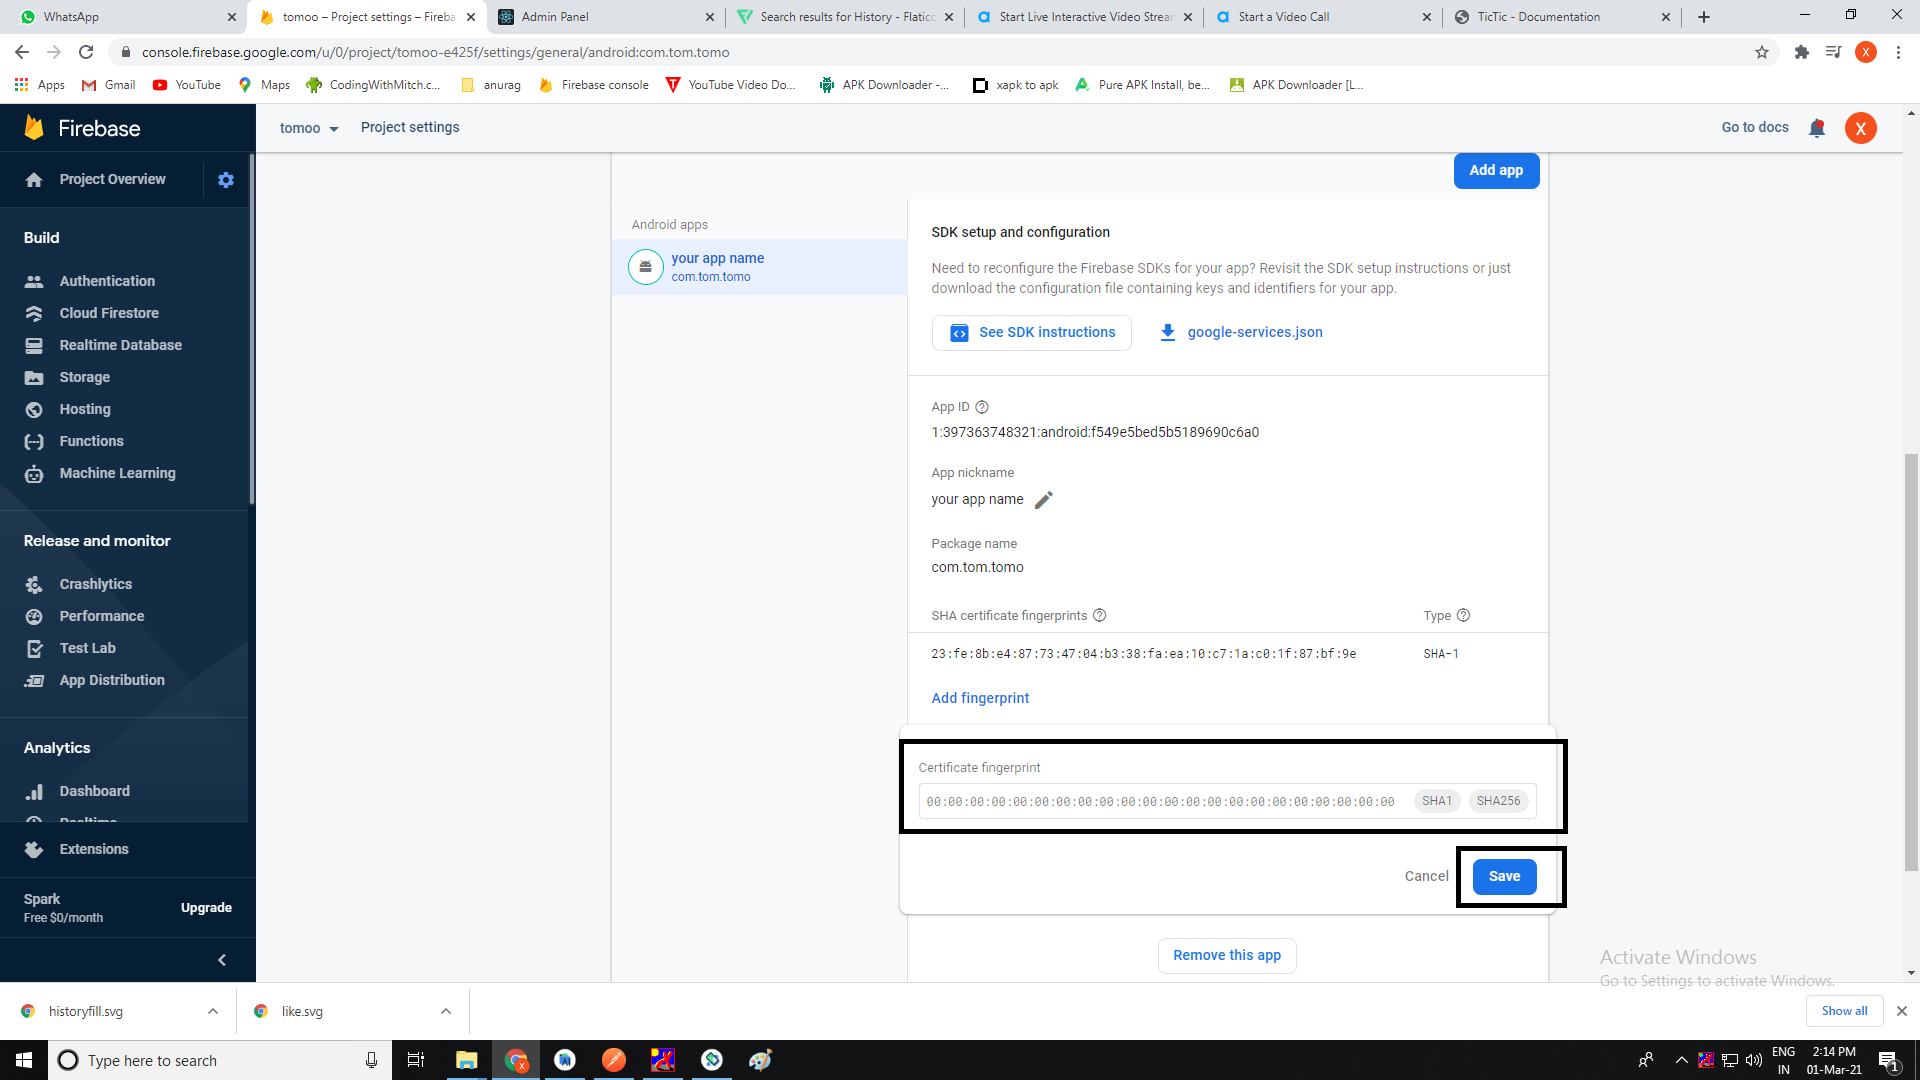 WhatsApp
tomoo – Project settings – Fireba
Admin Panel
Search results for History - Flatic
Start Live Interactive Video Strea
Start a Video Call
TicTic - Documentation
console.firebase.google.com/u/0/project/tomoo-e425f/settings/general/android:com.tom.tomo
X
Apps
Gmail
YouTube
Maps
CodingWithMitch.c...
anurag
Firebase console
YouTube Video Do...
APK Downloader -...
xapk to apk
Pure APK Install, be...
APK Downloader [L...
Firebase
tomoo
Project settings
Go to docs
X
Project Overview
Build
Authentication
Cloud Firestore
Realtime Database
Storage
Hosting
Functions
Machine Learning
Release and monitor
Crashlytics
Performance
Test Lab
App Distribution
Analytics
Dashboard
Realtime
Extensions
Spark
Free $0/month
Upgrade
Add app
Android apps
your app name
com.tom.tomo
SDK setup and configuration
Need to reconfigure the Firebase SDKs for your app? Revisit the SDK setup instructions or just
download the configuration file containing keys and identifiers for your app.
See SDK instructions
google-services.json
App ID
1:397363748321:android:f549e5bed5b5189690c6a0
App nickname
your app name
Package name
com.tom.tomo
SHA certificate fingerprints
Type
23:fe:8b:e4:87:73:47:04:b3:38:fa:ea:10:c7:1a:c0:1f:87:bf:9e
SHA-1
Add fingerprint
Certificate fingerprint
00:00:00:00:00:00:00:00:00:00:00:00:00:00:00:00:00:00:00:00:00:00
SHA1
SHA256
Cancel
Save
Remove this app
Activate Windows
Go to Settings to activate Windows.
historyfill.svg
like.svg
Show all
Type here to search
ENG
IN
2:14 PM
01-Mar-21
1